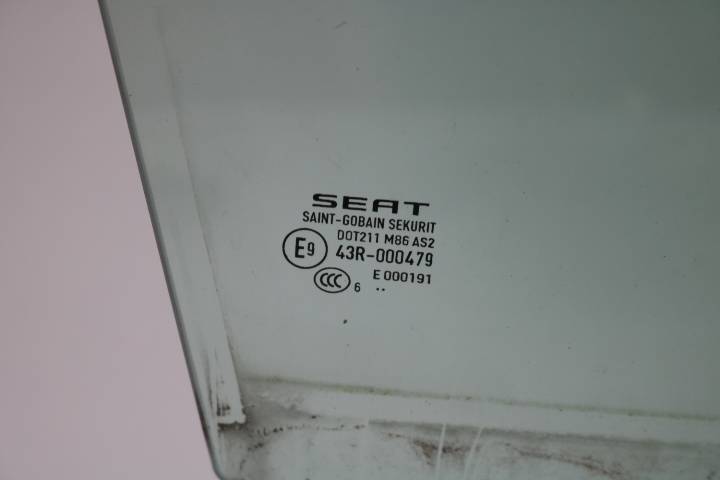 SEAT
SAINT-GOBAIN SEKURIT
DOT211 M86 AS2
E9 43R-000479
CCC E 000191
6 ..